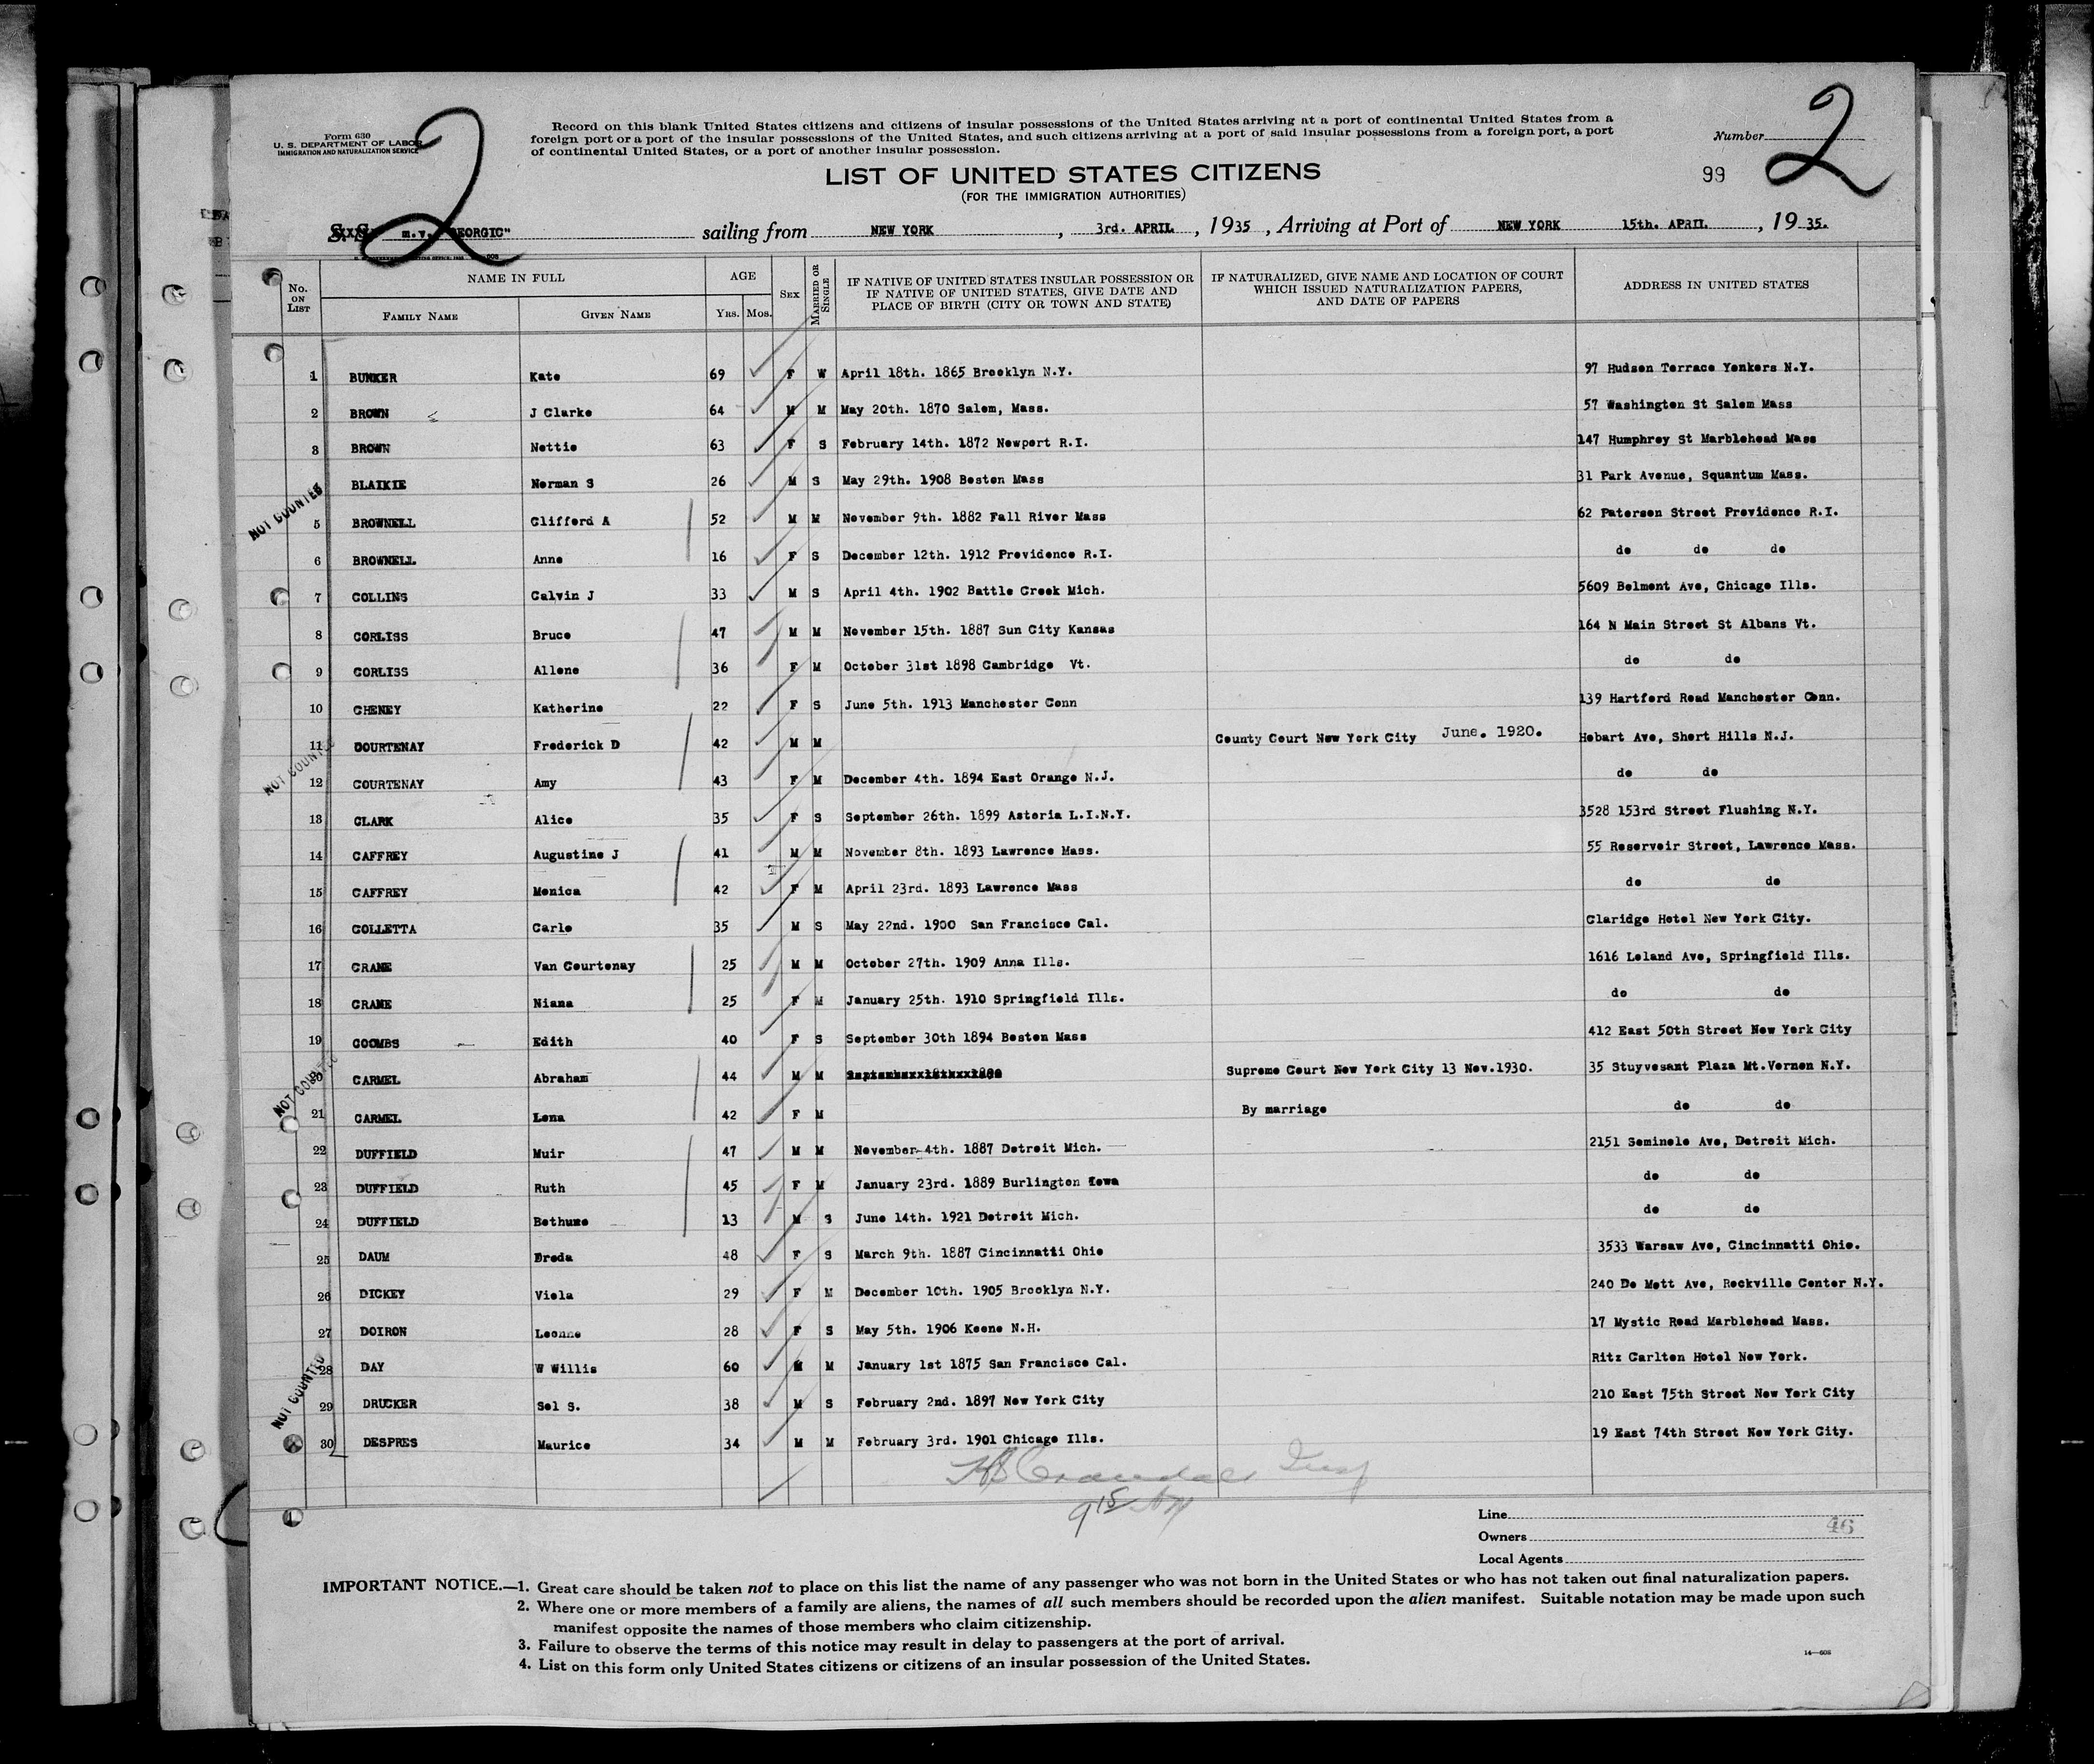 Form 630
U. S. DEPARTMENT OF LABOR
IMMIGRATION AND NATURALIZATION SERVICE
2
Record on this blank United States citizens and citizens of insular possessions of the United States arriving at a port of continental United States from a
foreign port or a port of the insular possessions of the United States, and such citizens arriving at a port of said insular possessions from a foreign port, a port
of continental United States, or a port of another insular possession.
Number 2
99
LIST OF UNITED STATES CITIZENS
(FOR THE IMMIGRATION AUTHORITIES)
S. S. m.v. "GEORGIC" sailing from NEW YORK, 3rd. APRIL, 1935, Arriving at Port of NEW YORK 15th. APRIL, 1935.
No. ON LIST NAME IN FULL FAMILY NAME GIVEN NAME AGE YRS. MOS. SEX MARRIED OR SINGLE IF NATIVE OF UNITED STATES INSULAR POSSESSION OR IF NATIVE OF UNITED STATES, GIVE DATE AND PLACE OF BIRTH (CITY OR TOWN AND STATE) IF NATURALIZED, GIVE NAME AND LOCATION OF COURT WHICH ISSUED NATURALIZATION PAPERS, AND DATE OF PAPERS ADDRESS IN UNITED STATES
1 BUNKER Kate 69 F W April 18th. 1865 Brooklyn N.Y. 97 Hudson Terrace Yonkers N.Y.
2 BROWN J Clarke 64 M M May 20th. 1870 Salem, Mass. 57 Washington St Salem Mass
3 BROWN Nettie 63 F S February 14th. 1872 Newport R.I. 147 Humphrey St Marblehead Mass
NOT COUNTED BLAIKIE Norman S 26 M S May 29th. 1908 Boston Mass 31 Park Avenue, Squantum Mass.
5 BROWNELL Clifford A 52 M M November 9th. 1882 Fall River Mass 62 Paterson Street Providence R.I.
6 BROWNELL Anne 16 F S December 12th. 1912 Providence R.I. do do do
7 COLLINS Calvin J 33 M S April 4th. 1902 Battle Creek Mich. 5609 Belmont Ave, Chicago Ills.
8 CORLISS Bruce 47 M M November 15th. 1887 Sun City Kansas 164 N Main Street St Albans Vt.
9 CORLISS Allene 36 F M October 31st 1898 Cambridge Vt. do do
10 CHENEY Katherine 22 F S June 5th. 1913 Manchester Conn 139 Hartford Road Manchester Conn.
11 COURTENAY Frederick D 42 M M County Court New York City June. 1920. Hobart Ave, Short Hills N.J.
NOT COUNTED
12 COURTENAY Amy 43 F M December 4th. 1894 East Orange N.J. do do
13 CLARK Alice 35 F S September 26th. 1899 Astoria L.I.N.Y. 3528 153rd Street Flushing N.Y.
14 CAFFREY Augustine J 41 M M November 8th. 1893 Lawrence Mass. 55 Reservoir Street, Lawrence Mass.
15 CAFFREY Monica 42 F M April 23rd. 1893 Lawrence Mass do do
16 COLLETTA Carlo 35 M S May 22nd. 1900 San Francisco Cal. Claridge Hotel New York City.
17 CRANE Van Courtenay 25 M M October 27th. 1909 Anna Ills. 1616 Leland Ave, Springfield Ills.
18 CRANE Niana 25 F M January 25th. 1910 Springfield Ills. do do
19 COOMBS Edith 40 F S September 30th 1894 Boston Mass 412 East 50th Street New York City
20 CARMEL Abraham 44 M M Supreme Court New York City 13 Nov.1930. 35 Stuyvesant Plaza Mt.Vernon N.Y.
NOT COUNTED
21 CARMEL Lena 42 F M By marriage do do
22 DUFFIELD Muir 47 M M November 4th. 1887 Detroit Mich. 2151 Seminole Ave, Detroit Mich.
23 DUFFIELD Ruth 45 F M January 23rd. 1889 Burlington Iowa do do
24 DUFFIELD Bethune 13 M S June 14th. 1921 Detroit Mich. do do
25 DAUM Breda 48 F S March 9th. 1887 Cincinnatti Ohio 3533 Warsaw Ave, Cincinnatti Ohio.
26 DICKEY Viola 29 F M December 10th. 1905 Brooklyn N.Y. 240 De Mott Ave, Rockville Center N.Y.
27 DOIRON Leonne 28 F S May 5th. 1906 Keene N.H. 17 Mystic Road Marblehead Mass.
28 DAY W Willis 60 M M January 1st 1875 San Francisco Cal. Ritz Carlton Hotel New York.
NOT COUNTED
29 DRUCKER Sol S. 38 M S February 2nd. 1897 New York City 210 East 75th Street New York City
30 DESPRES Maurice 34 M M February 3rd. 1901 Chicago Ills. 19 East 74th Street New York City.
Crandall Insp
9 15 AM
Line
46
Owners
Local Agents
IMPORTANT NOTICE.—1. Great care should be taken not to place on this list the name of any passenger who was not born in the United States or who has not taken out final naturalization papers.
2. Where one or more members of a family are aliens, the names of all such members should be recorded upon the alien manifest. Suitable notation may be made upon such
manifest opposite the names of those members who claim citizenship.
3. Failure to observe the terms of this notice may result in delay to passengers at the port of arrival.
4. List on this form only United States citizens or citizens of an insular possession of the United States.
14—608